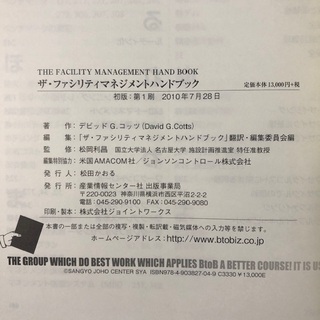 THE FACILITY MANAGEMENT HAND BOOK
ザ・ファシリティマネジメントハンドブック
定価本体13,000円+税
初版：第1刷 2010年7月28日
著者：デビッド G.コッツ (David G.Cotts)
編集：『ザ・ファシリティマネジメントハンドブック』翻訳・編集委員会編
監修：松岡利昌 国立大学法人 名古屋大学 施設計画推進室 特任准教授
編集特別協力：米国AMACOM社／ジョンソンコントロール株式会社
発行人：松田かおる
発行所：産業情報センター社 出版事業局
〒220-0023 神奈川県横浜市西区平沼
TEL 045-290-9080
FAX 045-290-9080
印刷・製本：株式会社ジョイントワークス
本書の一部または全部の複写・複製・転訳載・磁気媒体への入力等を禁じます。
ホームページアドレス：http://www.btobiz.co.jp
THE GROUP WHICH DO BEST WORK WHICH APPLIES BtoB A BETTER COURSE! IT IS
©SANGYO JOHO CENTER SYA ISBN978-4-903827-04-9 C3330 ¥13,000E